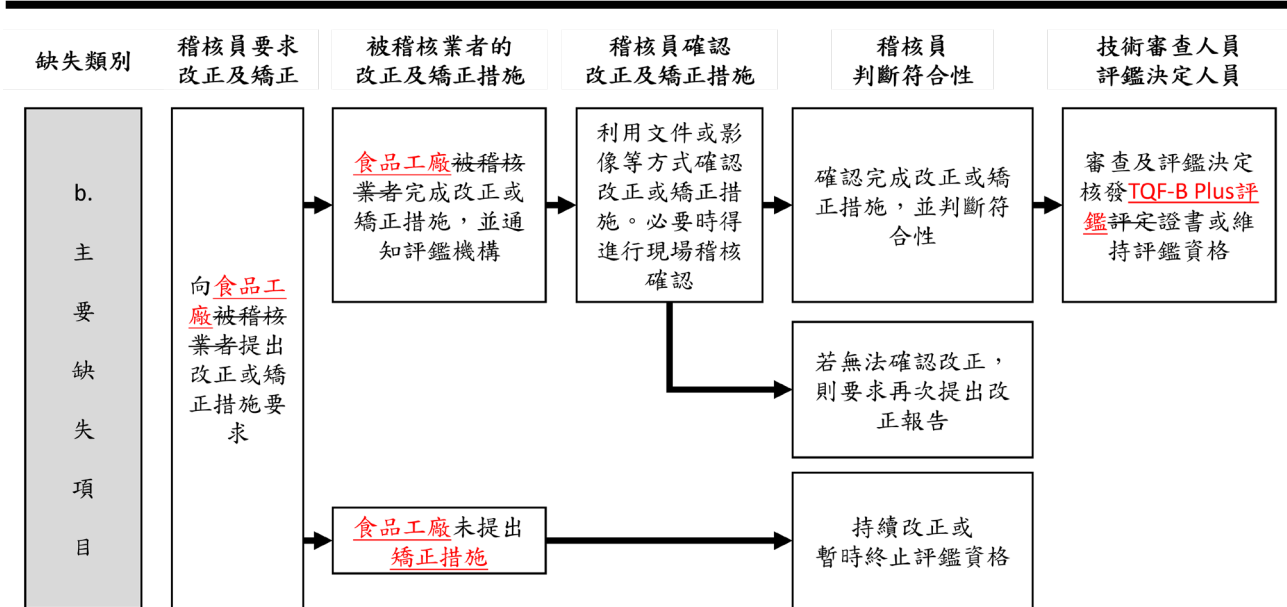 缺失類別
稽核員要求
改正及矯正
被稽核業者的
改正及矯正措施
稽核員確認
改正及矯正措施
稽核員
判斷符合性
技術審查人員
評鑑決定人員
b.
主
要
缺
失
項
目
向食品工
廠被稽核
業者提出
改正或矯
正措施要
求
食品工廠被稽核
業者完成改正或
矯正措施，並通
知評鑑機構
利用文件或影
像等方式確認
改正或矯正措
施。必要時得
進行現場稽核
確認
確認完成改正或矯
正措施，並判斷符
合性
審查及評鑑決定
核發TQF-B Plus評
鑑評定證書或維
持評鑑資格
若無法確認改正，
則要求再次提出改
正報告
食品工廠未提出
矯正措施
持續改正或
暫時終止評鑑資格